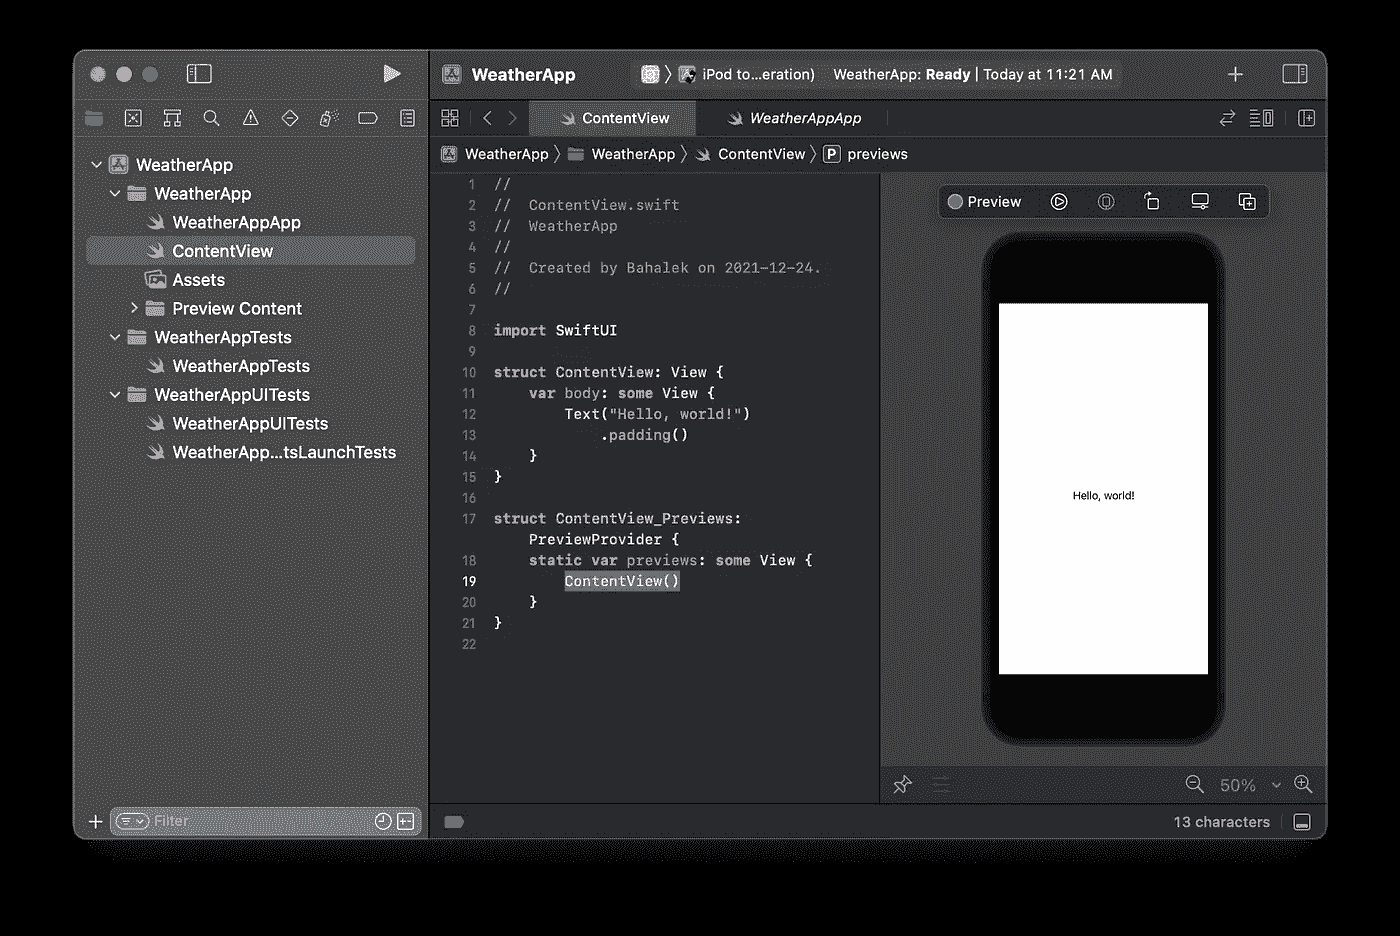 WeatherApp
iPod to...eration)
WeatherApp: Ready | Today at 11:21 AM
ContentView
WeatherAppApp
WeatherApp
WeatherApp
ContentView
P previews
WeatherApp
WeatherApp
WeatherAppApp
ContentView
Assets
Preview Content
WeatherAppTests
WeatherAppTests
WeatherAppUITests
WeatherAppUITests
WeatherApp...tsLaunchTests
Filter
1 //
2 //  ContentView.swift
3 //  WeatherApp
4 //
5 //  Created by Bahalek on 2021-12-24.
6 //
7
8 import SwiftUI
9
10 struct ContentView: View {
11     var body: some View {
12         Text("Hello, world!")
13             .padding()
14     }
15 }
16
17 struct ContentView_Previews:
PreviewProvider {
18     static var previews: some View {
19         ContentView()
20     }
21 }
22
Preview
Hello, world!
50%
13 characters